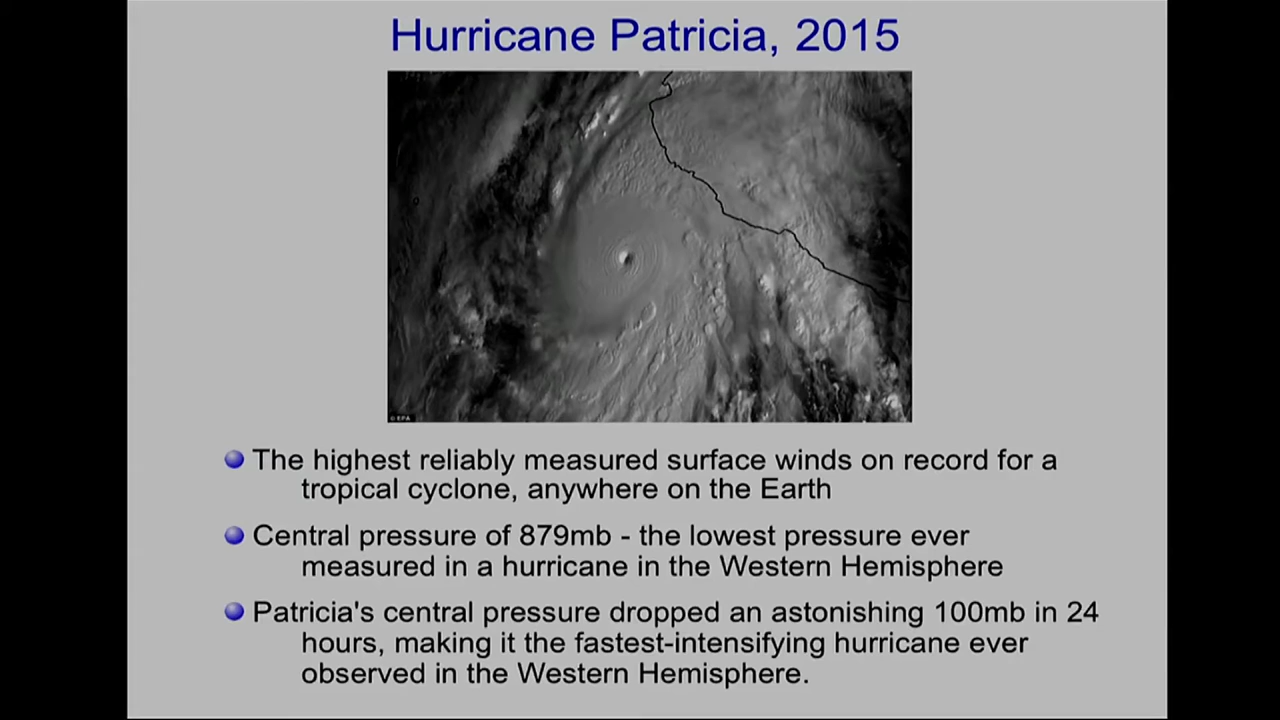 Hurricane Patricia, 2015
© EPA
The highest reliably measured surface winds on record for a
tropical cyclone, anywhere on the Earth
Central pressure of 879mb - the lowest pressure ever
measured in a hurricane in the Western Hemisphere
Patricia's central pressure dropped an astonishing 100mb in 24
hours, making it the fastest-intensifying hurricane ever
observed in the Western Hemisphere.